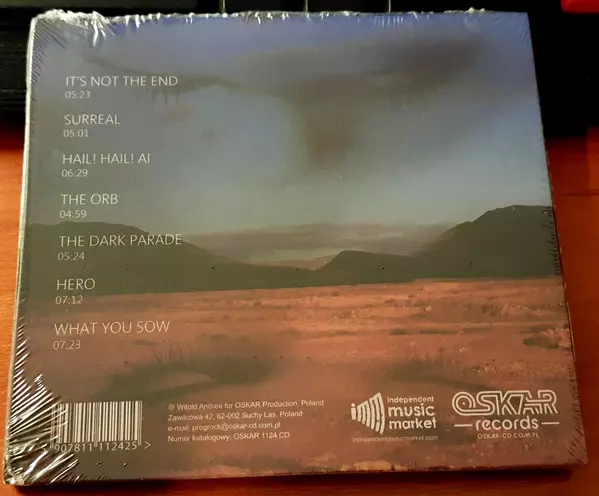 IT'S NOT THE END
05:23
SURREAL
05:01
HAIL! HAIL! AI
06:29
THE ORB
04:59
THE DARK PARADE
05:24
HERO
07:12
WHAT YOU SOW
07:23
℗ Witold Andree for OSKAR Production, Poland
Zawilcowa 42, 62-002 Suchy Las, Poland
e-mail: progrock@oskar-cd.com.pl
Numer katalogowy: OSKAR 1124 CD
907811 112425 >
independent
music
market
independentmusicmarket.com
OSKAR
records
OSKAR-CD.COM.PL